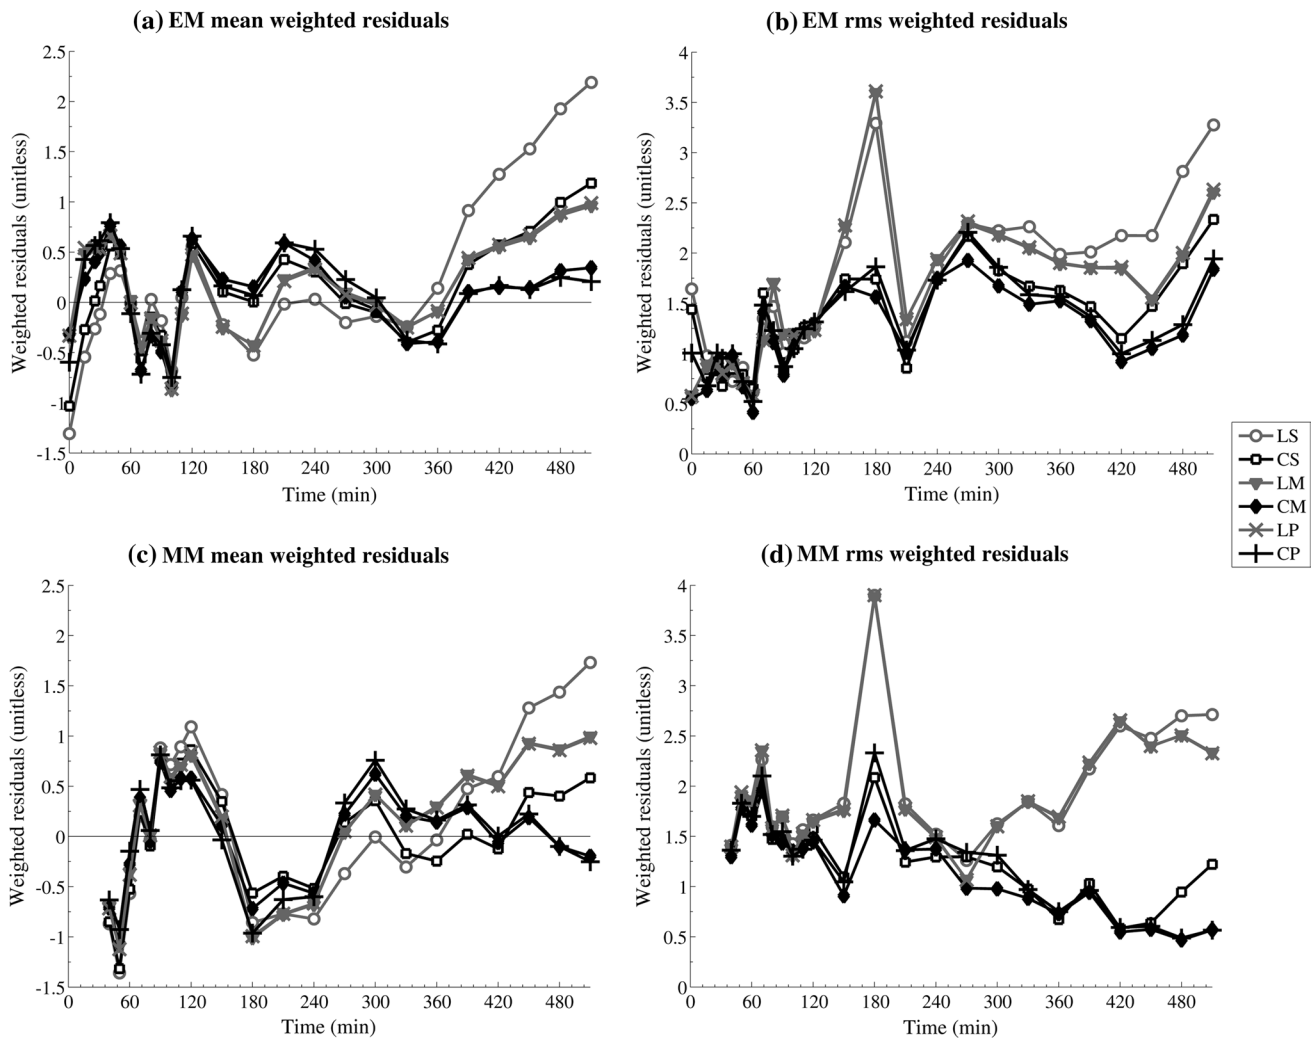 (a) EM mean weighted residuals
2.5
2
1.5
1
0.5
0
-0.5
-1
-1.5
0 60 120 180 240 300 360 420 480
Weighted residuals (unitless)
Time (min)
(b) EM rms weighted residuals
4
3.5
3
2.5
2
1.5
1
0.5
0
0 60 120 180 240 300 360 420 480
Weighted residuals (unitless)
Time (min)
LS
CS
LM
CM
LP
CP
(c) MM mean weighted residuals
2.5
2
1.5
1
0.5
0
-0.5
-1
-1.5
0 60 120 180 240 300 360 420 480
Weighted residuals (unitless)
Time (min)
(d) MM rms weighted residuals
4
3.5
3
2.5
2
1.5
1
0.5
0
0 60 120 180 240 300 360 420 480
Weighted residuals (unitless)
Time (min)